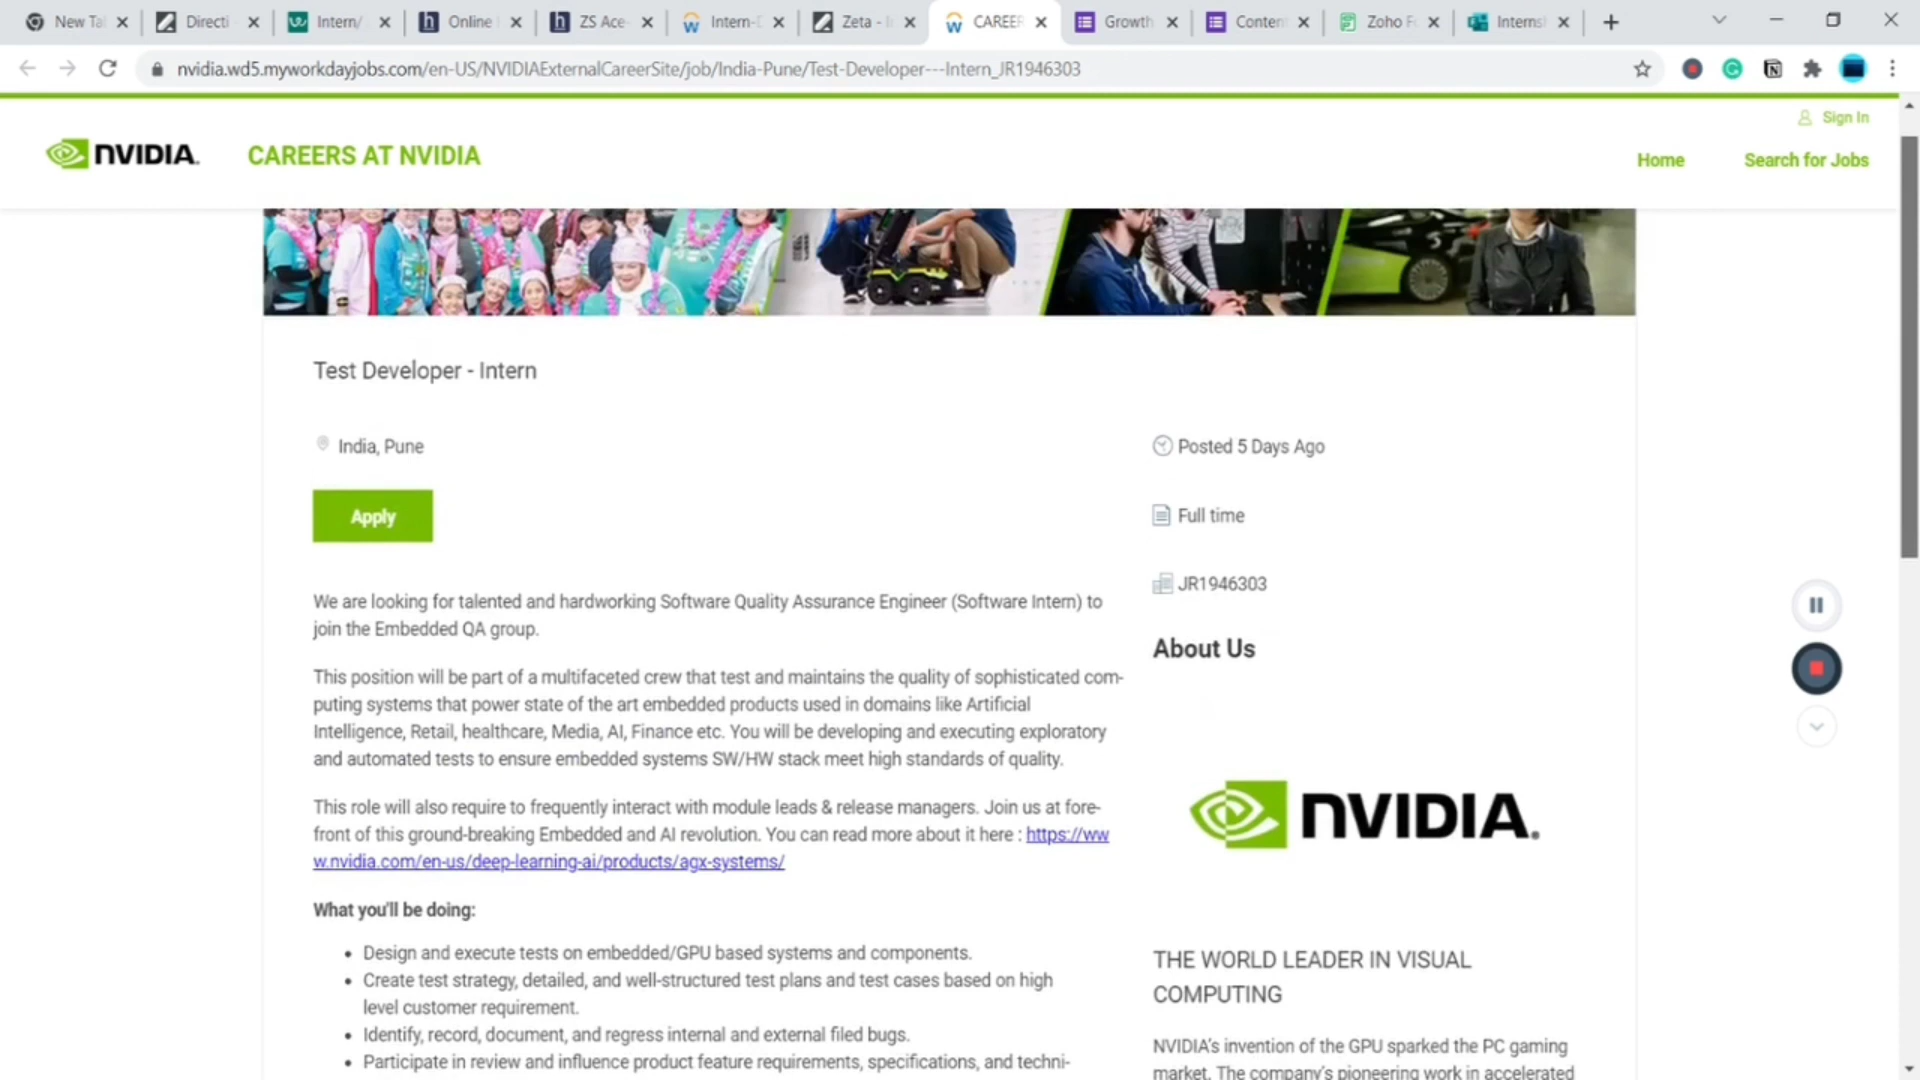 New Ta
Directi
Intern/
Online
ZS Ace
Intern-D
Zeta - I
CAREER
Growth
Conten
Zoho F
Interns
nvidia.wd5.myworkdayjobs.com/en-US/NVIDIAExternalCareerSite/job/India-Pune/Test-Developer---Intern_JR1946303
Sign In
NVIDIA.
CAREERS AT NVIDIA
Home
Search for Jobs
Test Developer - Intern
India, Pune
Posted 5 Days Ago
Apply
Full time
JR1946303
We are looking for talented and hardworking Software Quality Assurance Engineer (Software Intern) to
join the Embedded QA group.
About Us
This position will be part of a multifaceted crew that test and maintains the quality of sophisticated com-
puting systems that power state of the art embedded products used in domains like Artificial
Intelligence, Retail, healthcare, Media, AI, Finance etc. You will be developing and executing exploratory
and automated tests to ensure embedded systems SW/HW stack meet high standards of quality.
This role will also require to frequently interact with module leads & release managers. Join us at fore-
front of this ground-breaking Embedded and AI revolution. You can read more about it here : https://ww
w.nvidia.com/en-us/deep-learning-ai/products/agx-systems/
NVIDIA.
What you'll be doing:
• Design and execute tests on embedded/GPU based systems and components.
• Create test strategy, detailed, and well-structured test plans and test cases based on high
level customer requirement.
• Identify, record, document, and regress internal and external filed bugs.
• Participate in review and influence product feature requirements, specifications, and techni-
THE WORLD LEADER IN VISUAL
COMPUTING
NVIDIA's invention of the GPU sparked the PC gaming
market. The company's pioneering work in accelerated